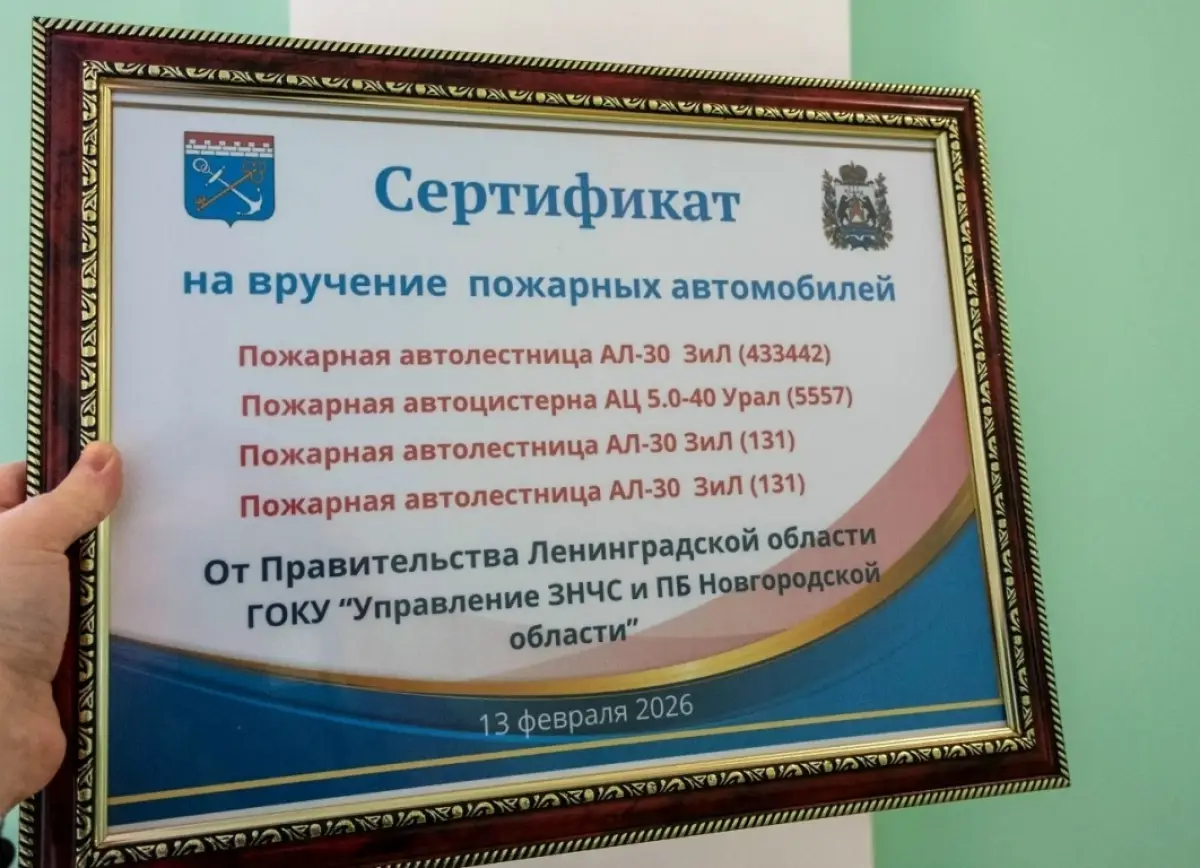 Сертификат
на вручение пожарных автомобилей
Пожарная автолестница АЛ-30 ЗиЛ (433442)
Пожарная автоцистерна АЦ 5.0-40 Урал (5557)
Пожарная автолестница АЛ-30 ЗиЛ (131)
Пожарная автолестница АЛ-30 ЗиЛ (131)
От Правительства Ленинградской области
ГОКУ “Управление ЗНЧС и ПБ Новгородской
области”
13 февраля 2026